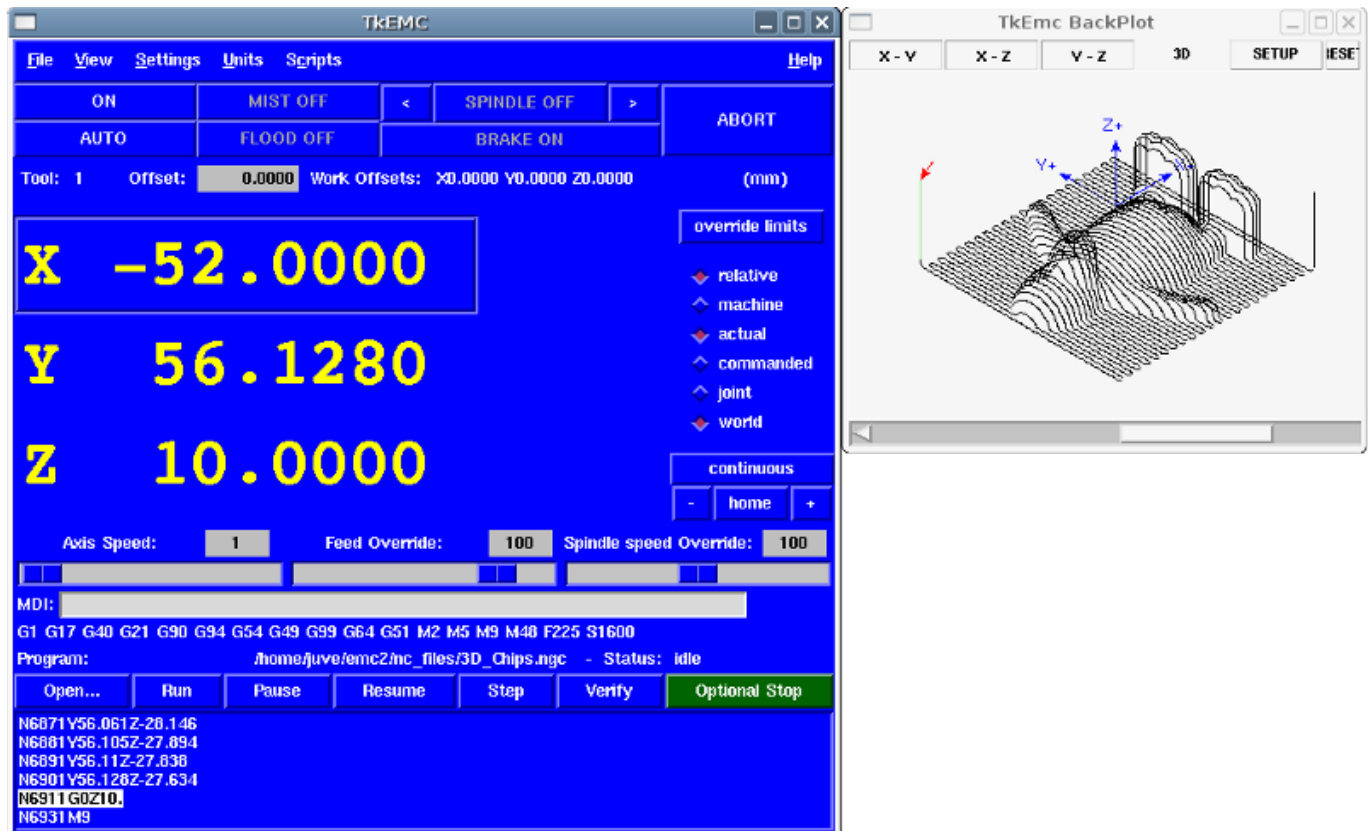 TkEMC
File View Settings Units Scripts Help
ON MIST OFF < SPINDLE OFF > ABORT
AUTO FLOOD OFF BRAKE ON
Tool: 1 Offset: 0.0000 Work Offsets: X0.0000 Y0.0000 Z0.0000 (mm)
override limits
X -52.0000
relative
machine
actual
Y 56.1280
commanded
joint
world
Z 10.0000
continuous
- home +
Axis Speed: 1 Feed Override: 100 Spindle speed Override: 100
MDI:
G1 G17 G40 G21 G90 G94 G54 G49 G99 G64 G51 M2 M5 M9 M48 F225 S1600
Program: /home/juve/emc2/nc_files/3D_Chips.ngc - Status: idle
Open... Run Pause Resume Step Verify Optional Stop
N6871Y56.061Z-28.146
N6881Y56.105Z-27.894
N6891Y56.11Z-27.838
N6901Y56.128Z-27.634
N6911G0Z10.
N6931M9
TkEmc BackPlot
X - Y X - Z Y - Z 3D SETUP RESET
Z+
Y+